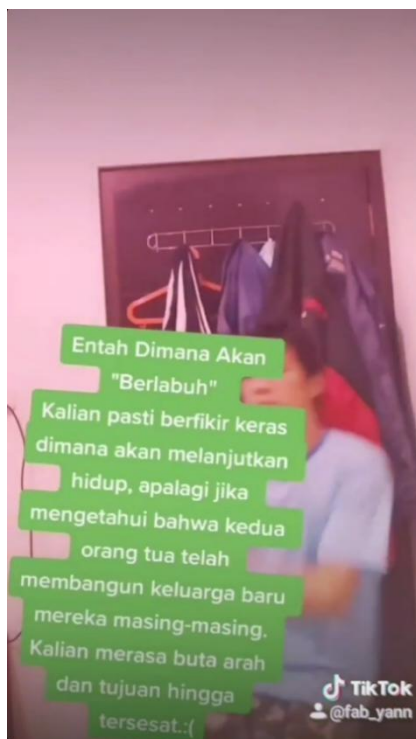 Entah Dimana Akan
"Berlabuh"
Kalian pasti berfikir keras
dimana akan melanjutkan
hidup, apalagi jika
mengetahui bahwa kedua
orang tua telah
membangun keluarga baru
mereka masing-masing.
Kalian merasa buta arah
dan tujuan hingga
tersesat.:(
TikTok
@fab_yann